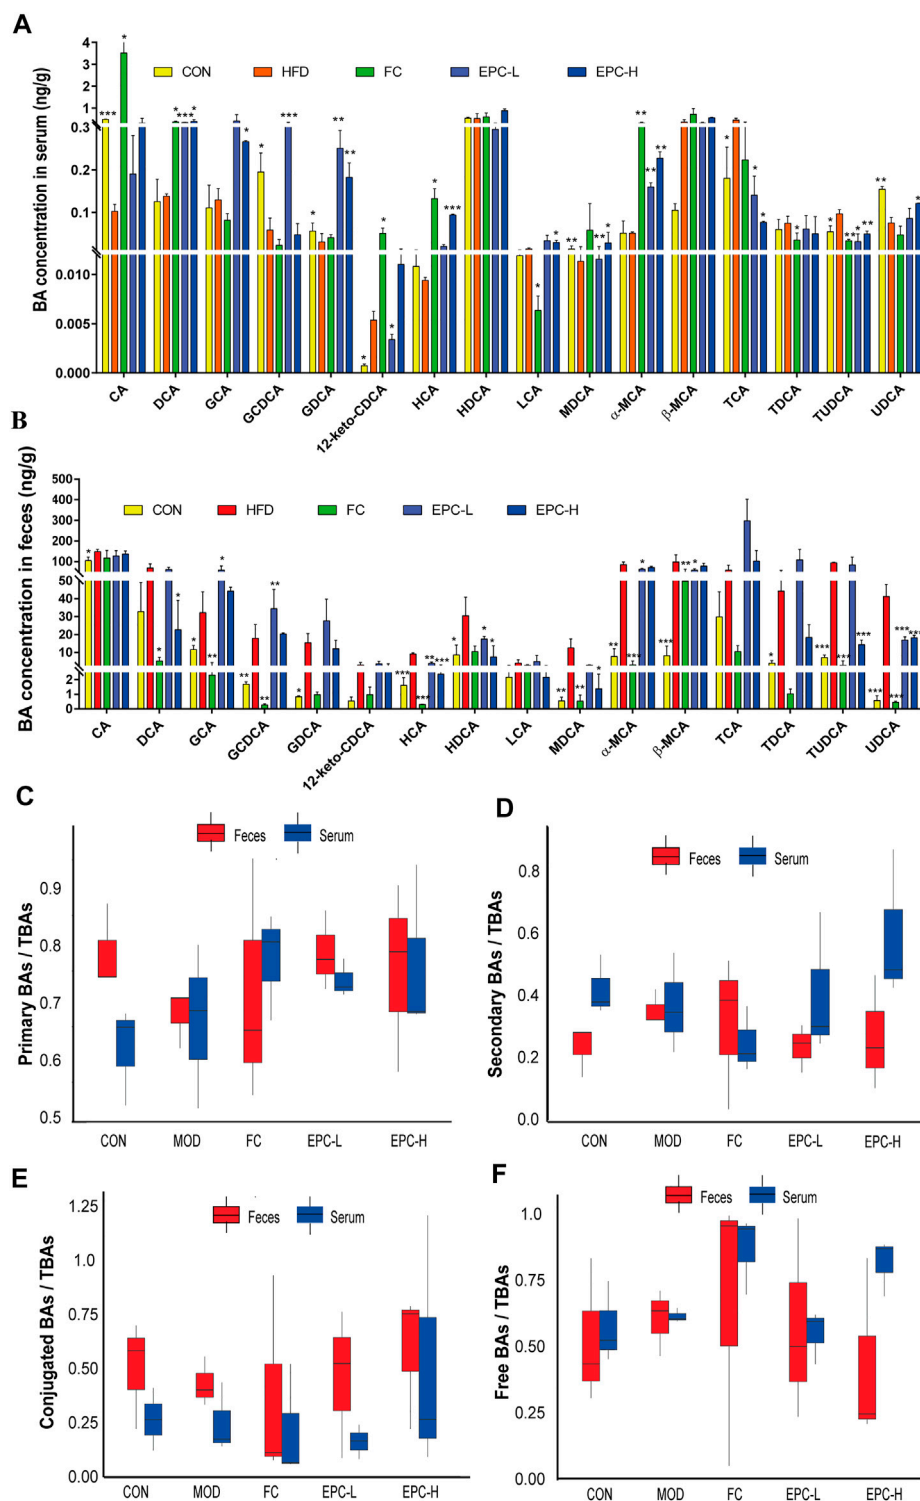 A
BA concentration in serum (ng/g)
4
3
2
1
0.3
0.2
0.1
0.010
0.005
0.000
CON HFD FC EPC-L EPC-H
*** * * *** * * * *** * ** ** * * * * *** * * ** ** * ** ** ** * * * * ** * ** ** *
CA DCA GCA GCDCA GDCA 12-keto-CDCA HCA HDCA LCA MDCA α-MCA β-MCA TCA TDCA TUDCA UDCA
B
BA concentration in feces (ng/g)
500
400
300
200
100
50
40
30
20
10
2
1
0
CON HFD FC EPC-L EPC-H
* * * * ** * ** ** ** * *** *** ** *** * * * ** ** * ** *** * *** ** * * *** *** ** *** *** *** ***
CA DCA GCA GCDCA GDCA 12-keto-CDCA HCA HDCA LCA MDCA α-MCA β-MCA TCA TDCA TUDCA UDCA
C
Feces Serum
Primary BAs / TBAs
0.9
0.8
0.7
0.6
0.5
CON MOD FC EPC-L EPC-H
D
Feces Serum
Secondary BAs / TBAs
0.8
0.6
0.4
0.2
0.0
CON MOD FC EPC-L EPC-H
E
Feces Serum
Conjugated BAs / TBAs
1.25
1.0
0.75
0.50
0.25
0.00
CON MOD FC EPC-L EPC-H
F
Feces Serum
Free BAs / TBAs
1.0
0.75
0.50
0.25
0.00
CON MOD FC EPC-L EPC-H